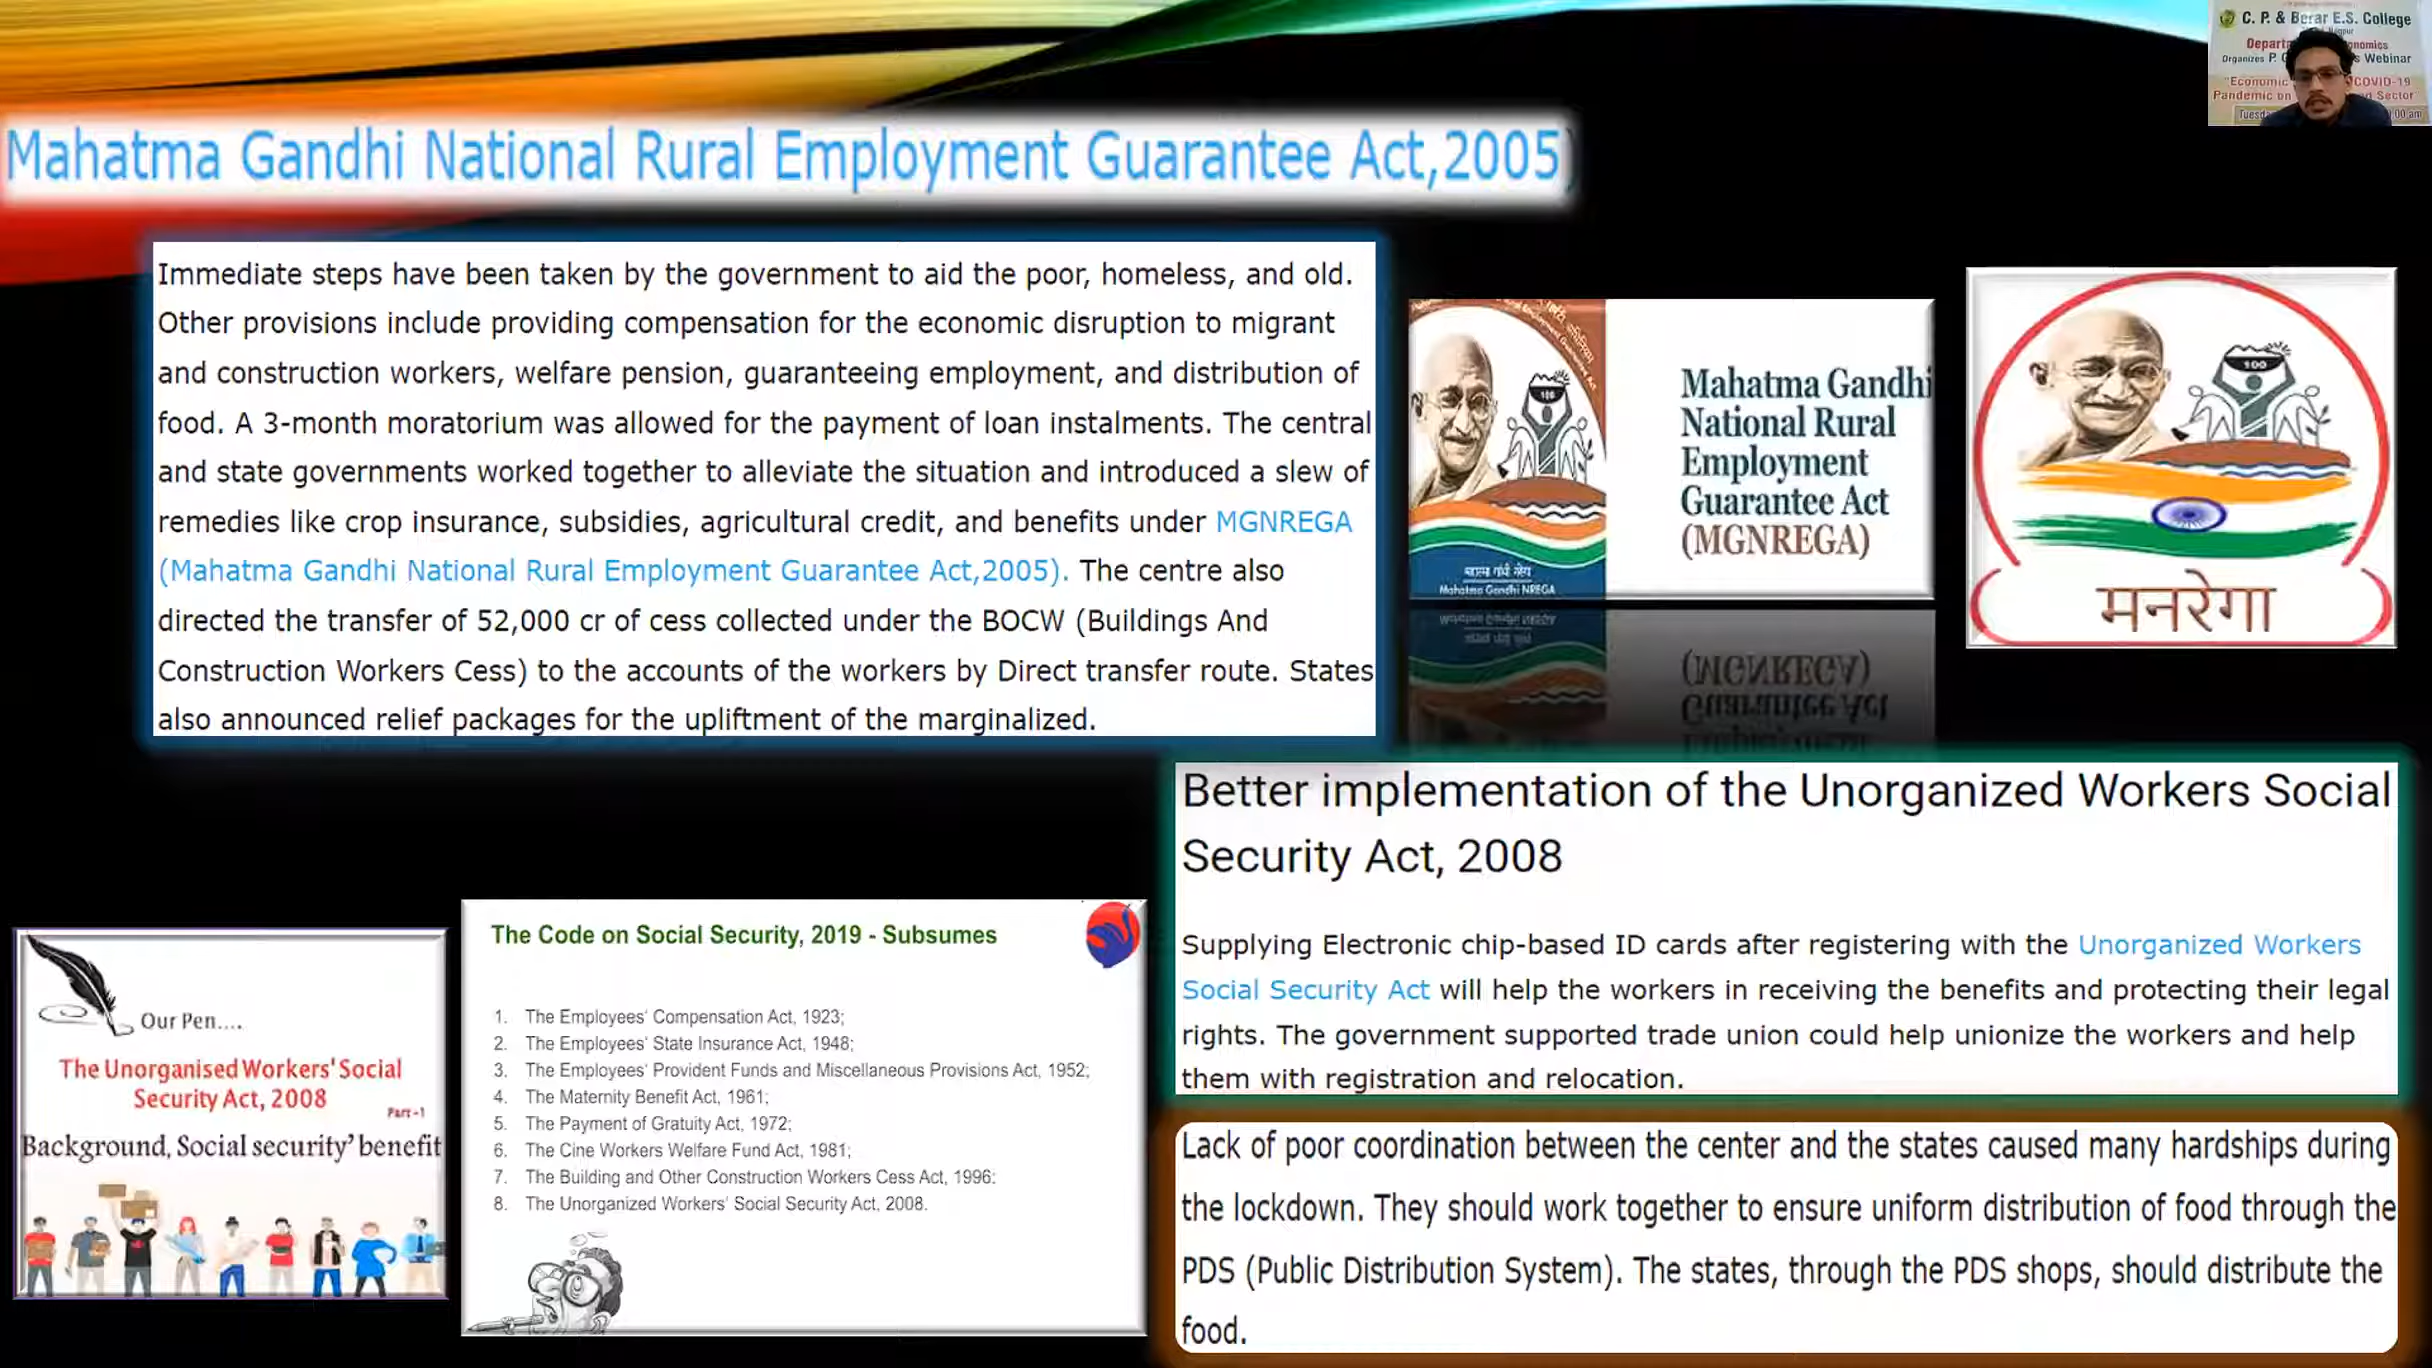 C. P. & Berar E.S. College
Organizes P.
Webinar
"Economic
COVID-19
Pandemic on
Sector
Mahatma Gandhi National Rural Employment Guarantee Act,2005)
Immediate steps have been taken by the government to aid the poor, homeless, and old.
Other provisions include providing compensation for the economic disruption to migrant
and construction workers, welfare pension, guaranteeing employment, and distribution of
food. A 3-month moratorium was allowed for the payment of loan instalments. The central
and state governments worked together to alleviate the situation and introduced a slew of
remedies like crop insurance, subsidies, agricultural credit, and benefits under MGNREGA
(Mahatma Gandhi National Rural Employment Guarantee Act,2005). The centre also
directed the transfer of 52,000 cr of cess collected under the BOCW (Buildings And
Construction Workers Cess) to the accounts of the workers by Direct transfer route. States
also announced relief packages for the upliftment of the marginalized.
100
Mahatma Gandhi NREGA
Mahatma Gandhi
National Rural
Employment
Guarantee Act
(MGNREGA)
100
मनरेगा
Better implementation of the Unorganized Workers Social
Security Act, 2008
Supplying Electronic chip-based ID cards after registering with the Unorganized Workers
Social Security Act will help the workers in receiving the benefits and protecting their legal
rights. The government supported trade union could help unionize the workers and help
them with registration and relocation.
Our Pen....
The Unorganised Workers' Social
Security Act, 2008
Part-1
Background, Social security' benefit
The Code on Social Security, 2019 - Subsumes
1. The Employees' Compensation Act, 1923;
2. The Employees' State Insurance Act, 1948;
3. The Employees' Provident Funds and Miscellaneous Provisions Act, 1952;
4. The Maternity Benefit Act, 1961;
5. The Payment of Gratuity Act, 1972;
6. The Cine Workers Welfare Fund Act, 1981;
7. The Building and Other Construction Workers Cess Act, 1996:
8. The Unorganized Workers' Social Security Act, 2008.
Lack of poor coordination between the center and the states caused many hardships during
the lockdown. They should work together to ensure uniform distribution of food through the
PDS (Public Distribution System). The states, through the PDS shops, should distribute the
food.